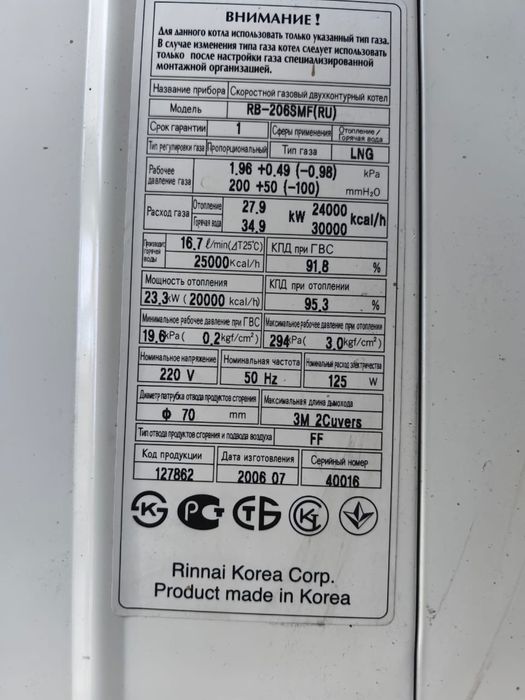 ВНИМАНИЕ !
Для данного котла использовать только указанный тип газа.
В случае изменения типа газа котел следует использовать
только после настройки газа специализированной
монтажной организацией.
Название прибора Скоростной газовый двухконтурный котел
Модель RB-206SMF(RU)
Срок гарантии 1 Сферы применения Отопление / Горячая вода
Тип регулировки газа Пропорциональный Тип газа LNG
Рабочее давление газа 1.96 +0.49 (-0.98) kPa
200 +50 (-100) mmH₂O
Расход газа Отопление 27.9 kW 24000 kcal/h
Горячая вода 34.9 30000
Производит. горячей воды 16.7 ℓ/min(⊿T25℃) КПД при ГВС
25000Kcal/h 91.8 %
Мощность отопления КПД при отоплении
23.3kW ( 20000 kcal/h) 95.3 %
Минимальное рабочее давление при ГВС Максимальное рабочее давление при отоплении
19.6kPa( 0.2kgf/cm²) 294kPa( 3.0kgf/cm²)
Номинальное напряжение Номинальная частота Номинальный расход электричества
220 V 50 Hz 125 W
Диаметр патрубка отвода продуктов сгорения Максимальная длина дымохода
Φ 70 mm 3M 2Cuvers
Тип отвода продуктов сгорения и подвода воздуха FF
Код продукции Дата изготовления Серийный номер
127862 2006 07 40016
Rinnai Korea Corp.
Product made in Korea